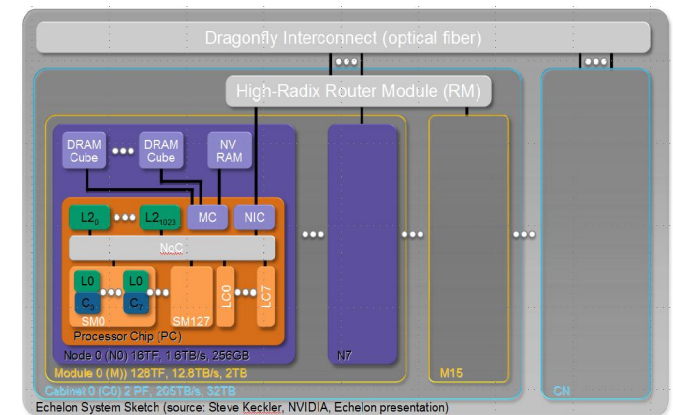 Dragonfly Interconnect (optical fiber)
High-Radix Router Module (RM)
DRAM Cube
DRAM Cube
NV RAM
L2₀
L2₁₀₂₃
MC
NIC
NoC
L0
C₀
L0
C₇
SM0
SM127
LC0
LC7
Processor Chip (PC)
Node 0 (N0) 16TF, 1.6TB/s, 256GB
N7
Module 0 (M)) 128TF, 12.8TB/s, 2TB
M15
Cabinet 0 (C0) 2 PF, 205TB/s, 32TB
CN
Echelon System Sketch (source: Steve Keckler, NVIDIA, Echelon presentation)